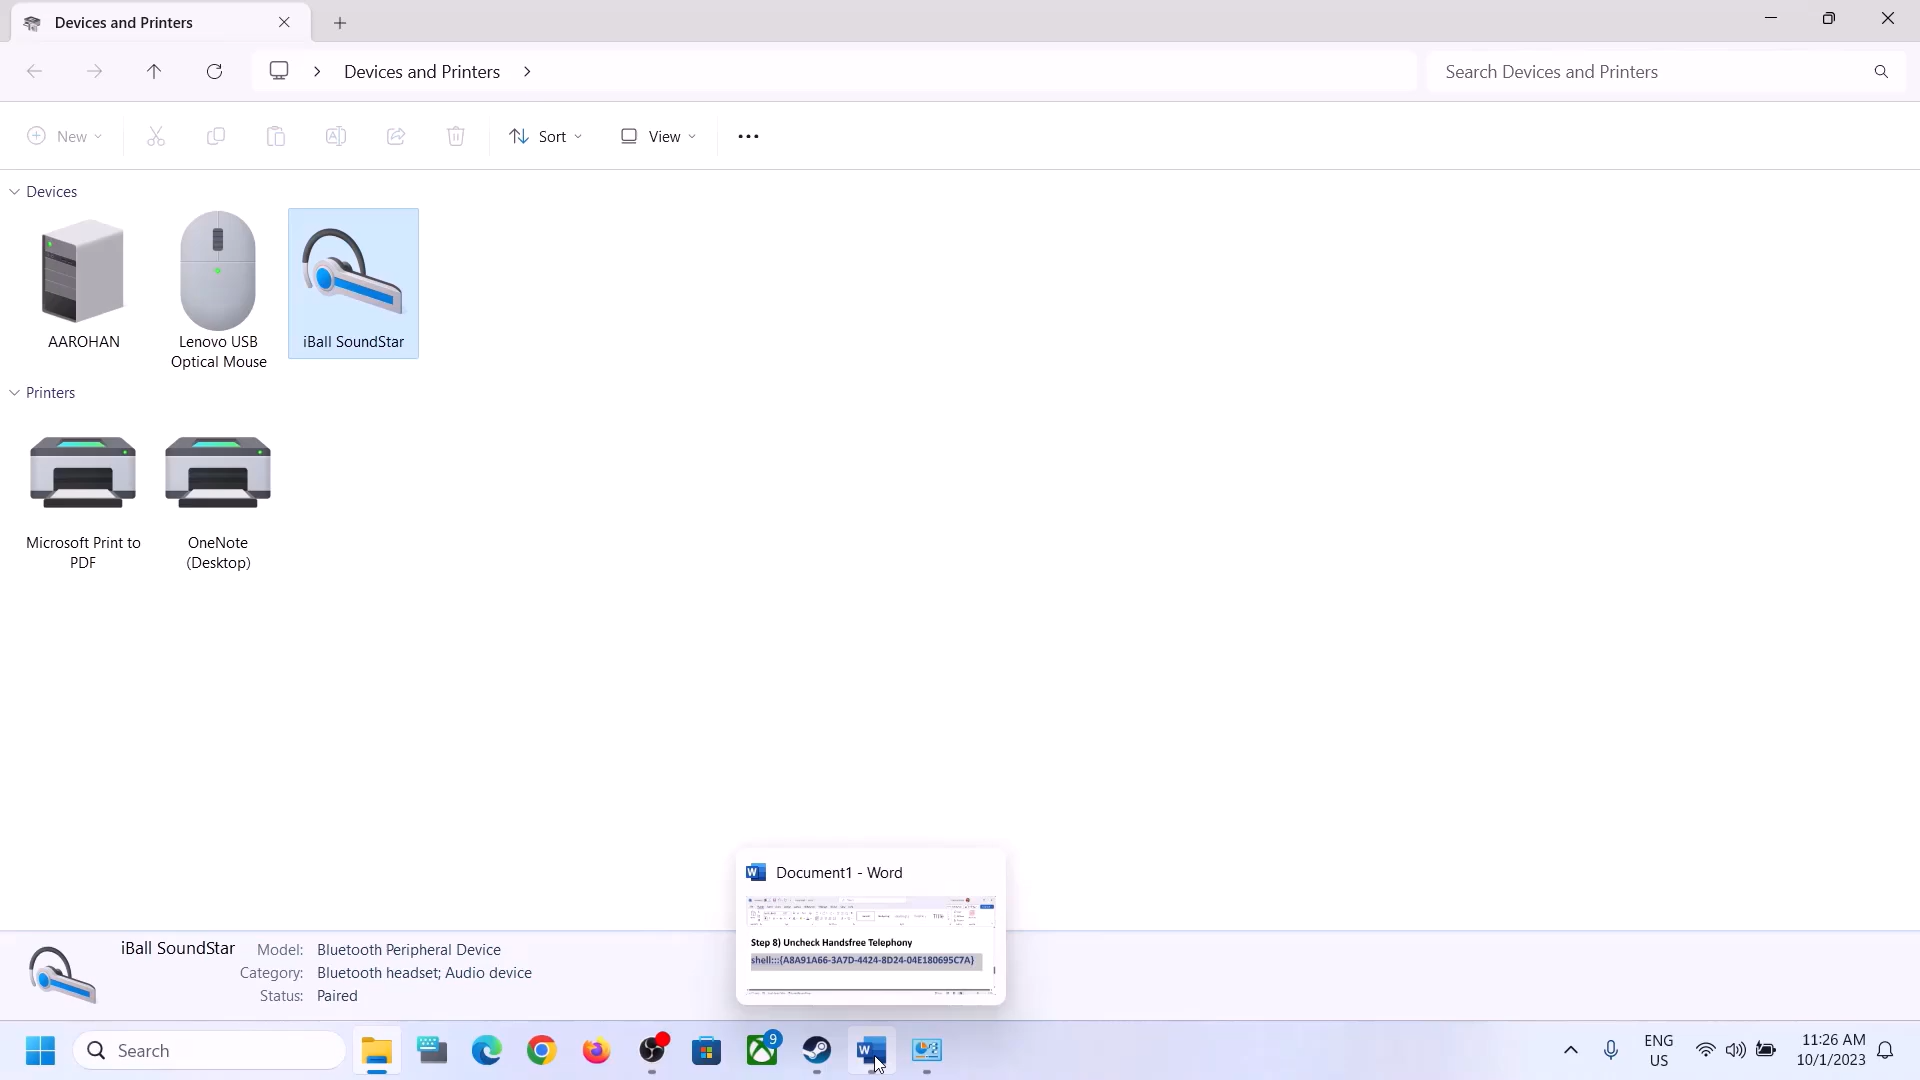 Devices and Printers
Devices and Printers
Search Devices and Printers
New
Sort
View
Devices
AAROHAN
Lenovo USB
Optical Mouse
iBall SoundStar
Printers
Microsoft Print to
PDF
OneNote
(Desktop)
Document1 - Word
Step 8) Uncheck Handsfree Telephony
shell:::{A8A91A66-3A7D-4424-8D24-04E180695C7A}
iBall SoundStar
Model: Bluetooth Peripheral Device
Category: Bluetooth headset; Audio device
Status: Paired
Search
9
ENG
US
11:26 AM
10/1/2023